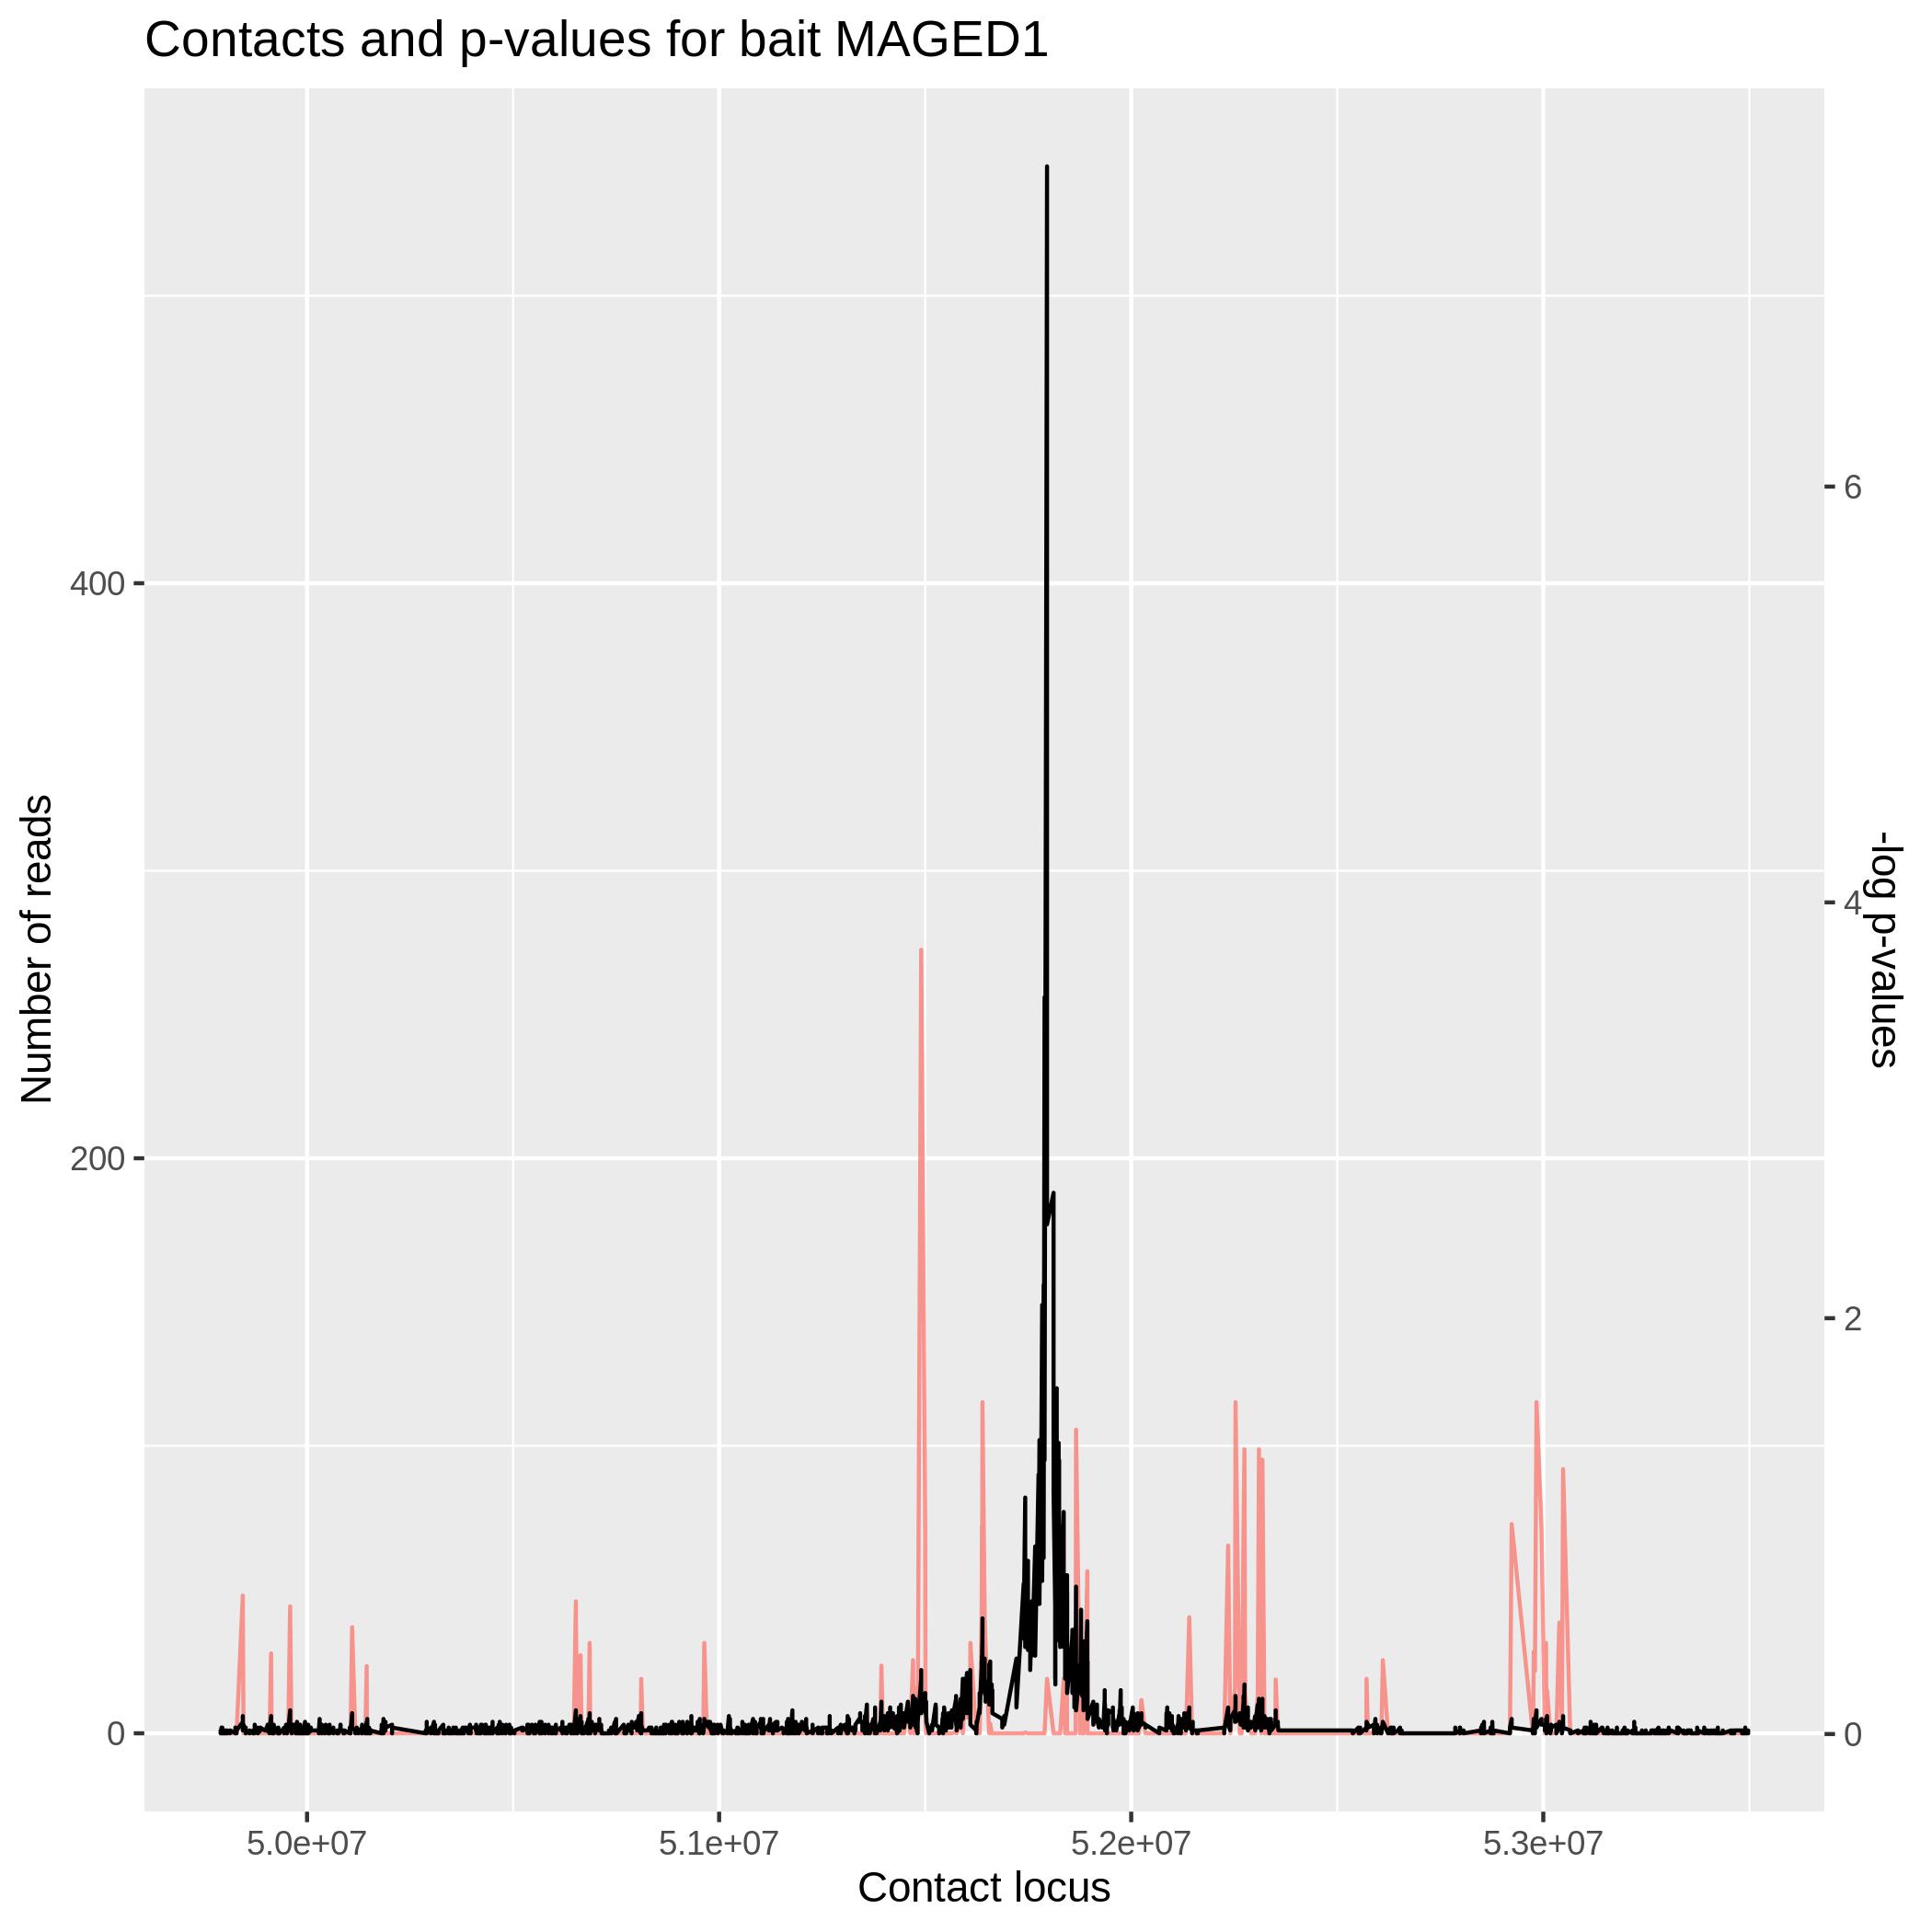 Contacts and p-values for bait MAGED1
Number of reads
400
200
0
6
4
2
0
-log p-values
5.0e+07
5.1e+07
5.2e+07
5.3e+07
Contact locus